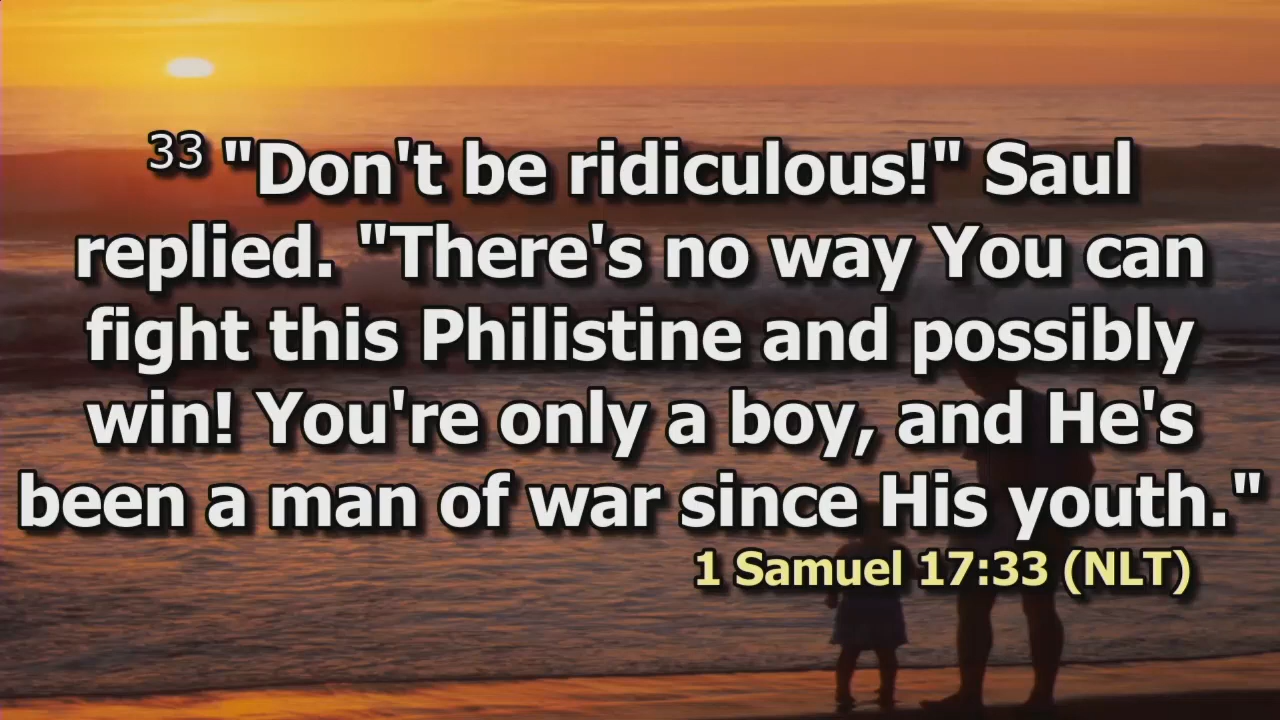 33 "Don't be ridiculous!" Saul
replied. "There's no way You can
fight this Philistine and possibly
win! You're only a boy, and He's
been a man of war since His youth."
1 Samuel 17:33 (NLT)